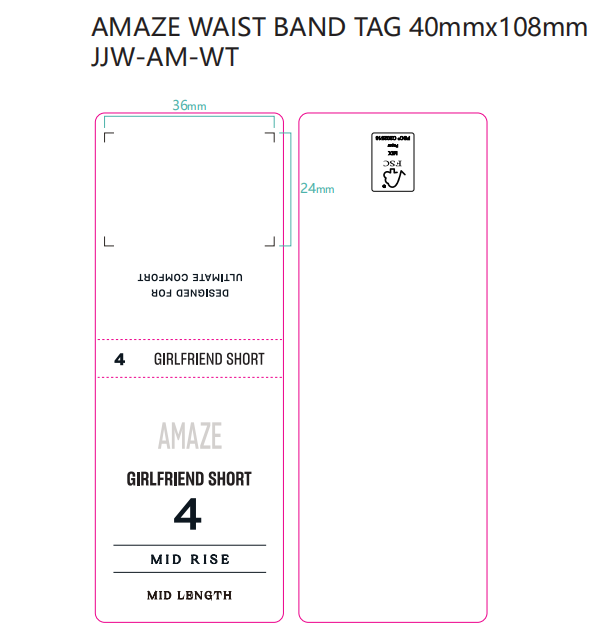 AMAZE WAIST BAND TAG 40mmx108mm
JJW-AM-WT
36mm
24mm
FSC
MIX
Paper
DESIGNED FOR
ULTIMATE COMFORT
4 GIRLFRIEND SHORT
AMAZE
GIRLFRIEND SHORT
4
MID RISE
MID LENGTH